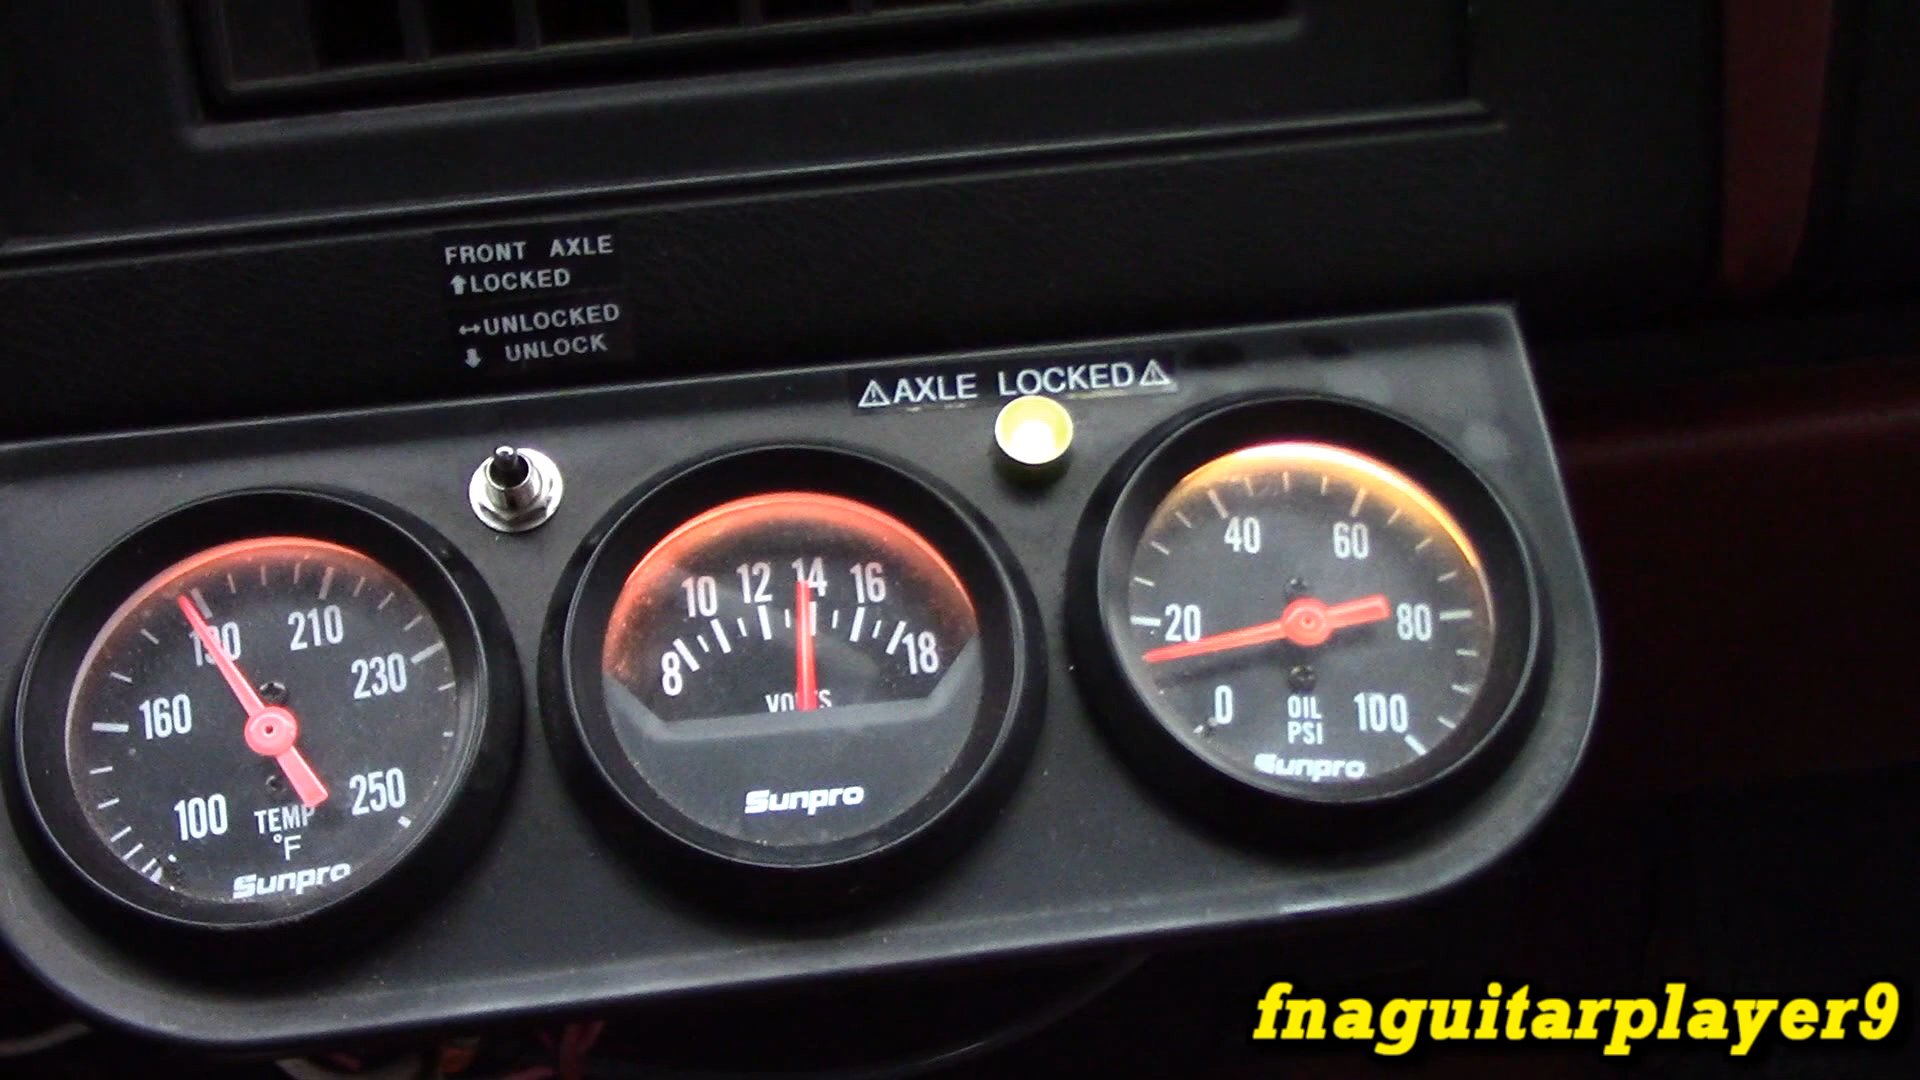 FRONT AXLE
⬆LOCKED
↔UNLOCKED
⬇ UNLOCK
⚠AXLE LOCKED⚠
100
160
190
210
230
250
TEMP
°F
Sunpro
8
10
12
14
16
18
VOLTS
Sunpro
0
20
40
60
80
100
OIL
PSI
Sunpro
fnaguitarplayer9